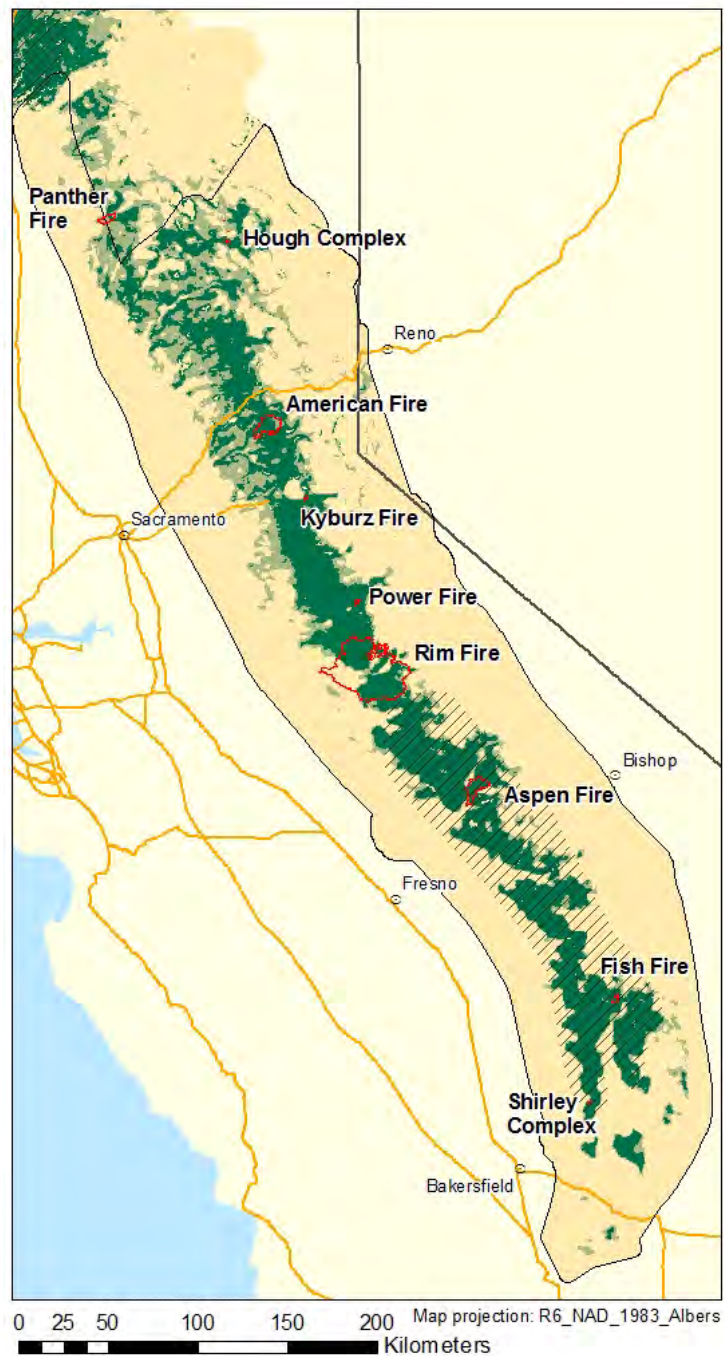 Panther
Fire
Hough Complex
Reno
American Fire
Sacramento
Kyburz Fire
Power Fire
Rim Fire
Bishop
Aspen Fire
Fresno
Fish Fire
Shirley
Complex
Bakersfield
0 25 50 100 150 200
Map projection: R6_NAD_1983_Albers
Kilometers